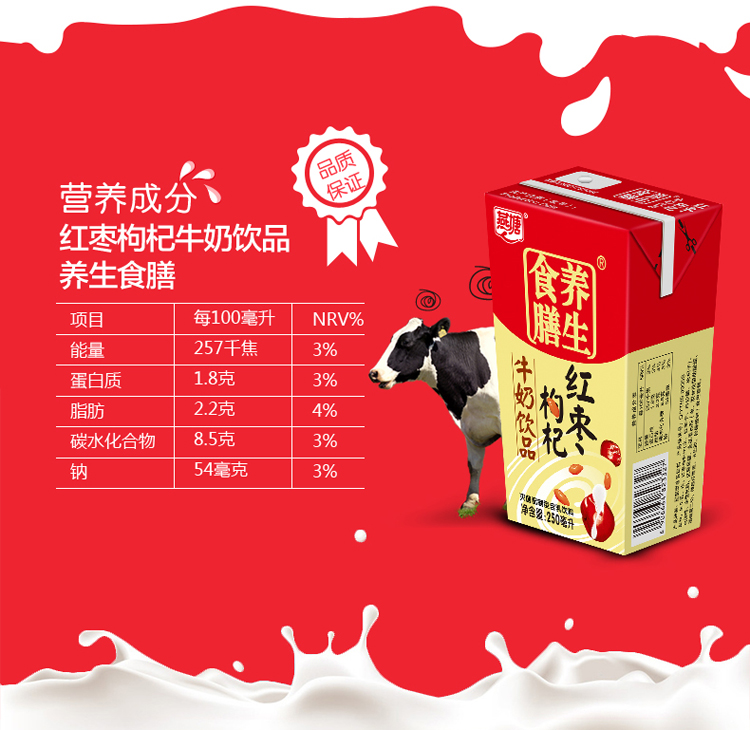 品质
保证
营养成分
红枣枸杞牛奶饮品
养生食膳
项目 每100毫升 NRV%
能量 257千焦 3%
蛋白质 1.8克 3%
脂肪 2.2克 4%
碳水化合物 8.5克 3%
钠 54毫克 3%
燕塘
养生
食膳
®
红枣
枸杞
牛奶饮品
净含量:250毫升